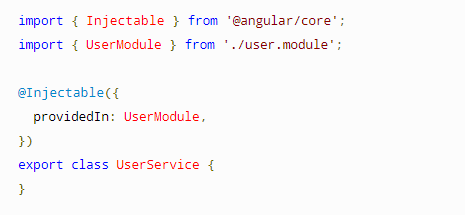 import { Injectable } from '@angular/core';
import { UserModule } from './user.module';
@Injectable({
  providedIn: UserModule,
})
export class UserService {
}